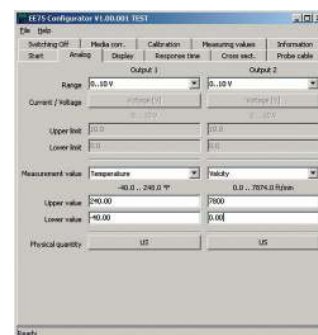 EE75 Configurator V1.00.001 TEST
File Help
Switching Off Media corr. Calibration Measuring values Information
Start Analog Display Response time Cross sect. Probe cable
Output 1 Output 2
Range 0..10 V 0..10 V
Current / Voltage Voltage [V] Voltage [V]
0 .. 10 V
Upper limit 10.0 10.0
Lower limit 0.0 0.0
Measurement value Temperature Velocity
-40.0 .. 248.0 °F 0.0 .. 7874.0 ft/min
Upper value 240.00 7800
Lower value -40.00 0.00
Physical quantity US US
Ready